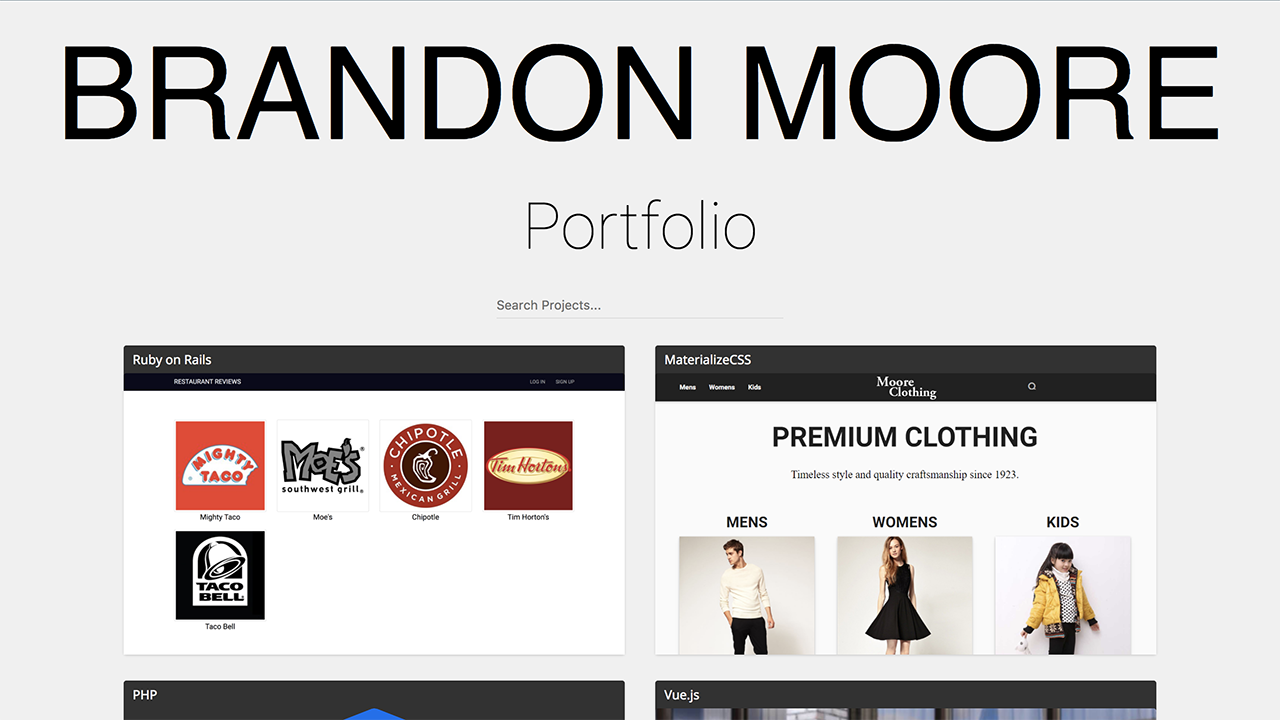 BRANDON MOORE
Portfolio
Search Projects...
Ruby on Rails
RESTAURANT REVIEWS
LOG IN
SIGN UP
MIGHTY
TACO
MOE'S
southwest grill
CHIPOTLE
MEXICAN GRILL
Tim Hortons
Mighty Taco
Moe's
Chipotle
Tim Horton's
TACO
BELL
Taco Bell
MaterializeCSS
Mens
Womens
Kids
Moore
Clothing
PREMIUM CLOTHING
Timeless style and quality craftsmanship since 1923.
MENS
WOMENS
KIDS
PHP
Vue.js